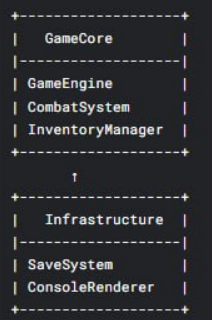 +--------------------+
|   GameCore         |
|--------------------|
| GameEngine         |
| CombatSystem       |
| InventoryManager   |
+--------------------+
↑
+--------------------+
|   Infrastructure   |
|--------------------|
| SaveSystem         |
| ConsoleRenderer    |
+--------------------+